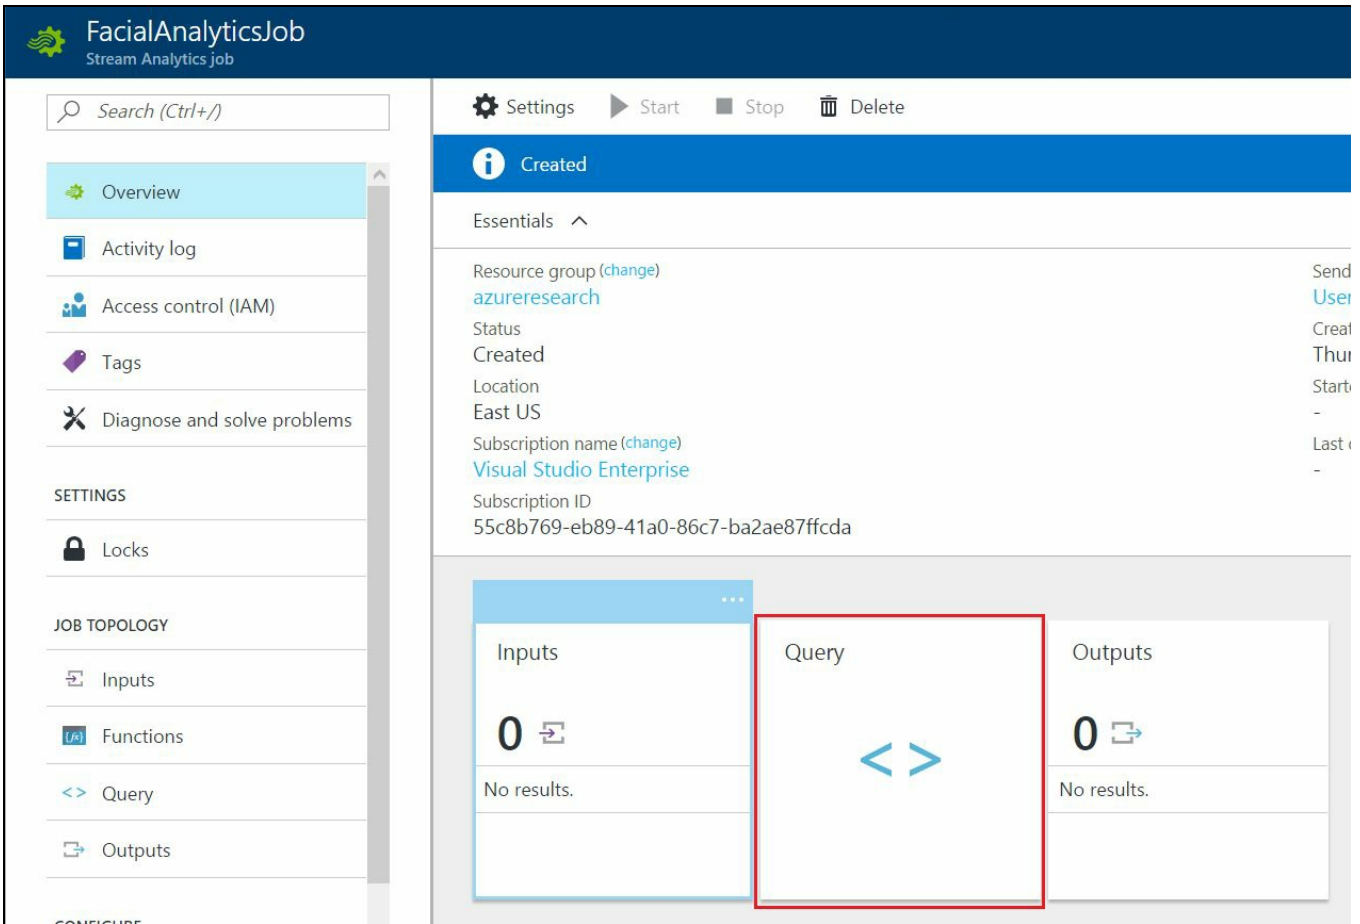 FacialAnalyticsJob
Stream Analytics job
Search (Ctrl+/)
Overview
Activity log
Access control (IAM)
Tags
Diagnose and solve problems
SETTINGS
Locks
JOB TOPOLOGY
Inputs
Functions
Query
Outputs
Settings Start Stop Delete
Created
Essentials
Resource group (change)
azureresearch
Status
Created
Location
East US
Subscription name (change)
Visual Studio Enterprise
Subscription ID
55c8b769-eb89-41a0-86c7-ba2ae87ffcda
Send
User
-
Last
-
Inputs
0
No results.
Query
< >
Outputs
0
No results.